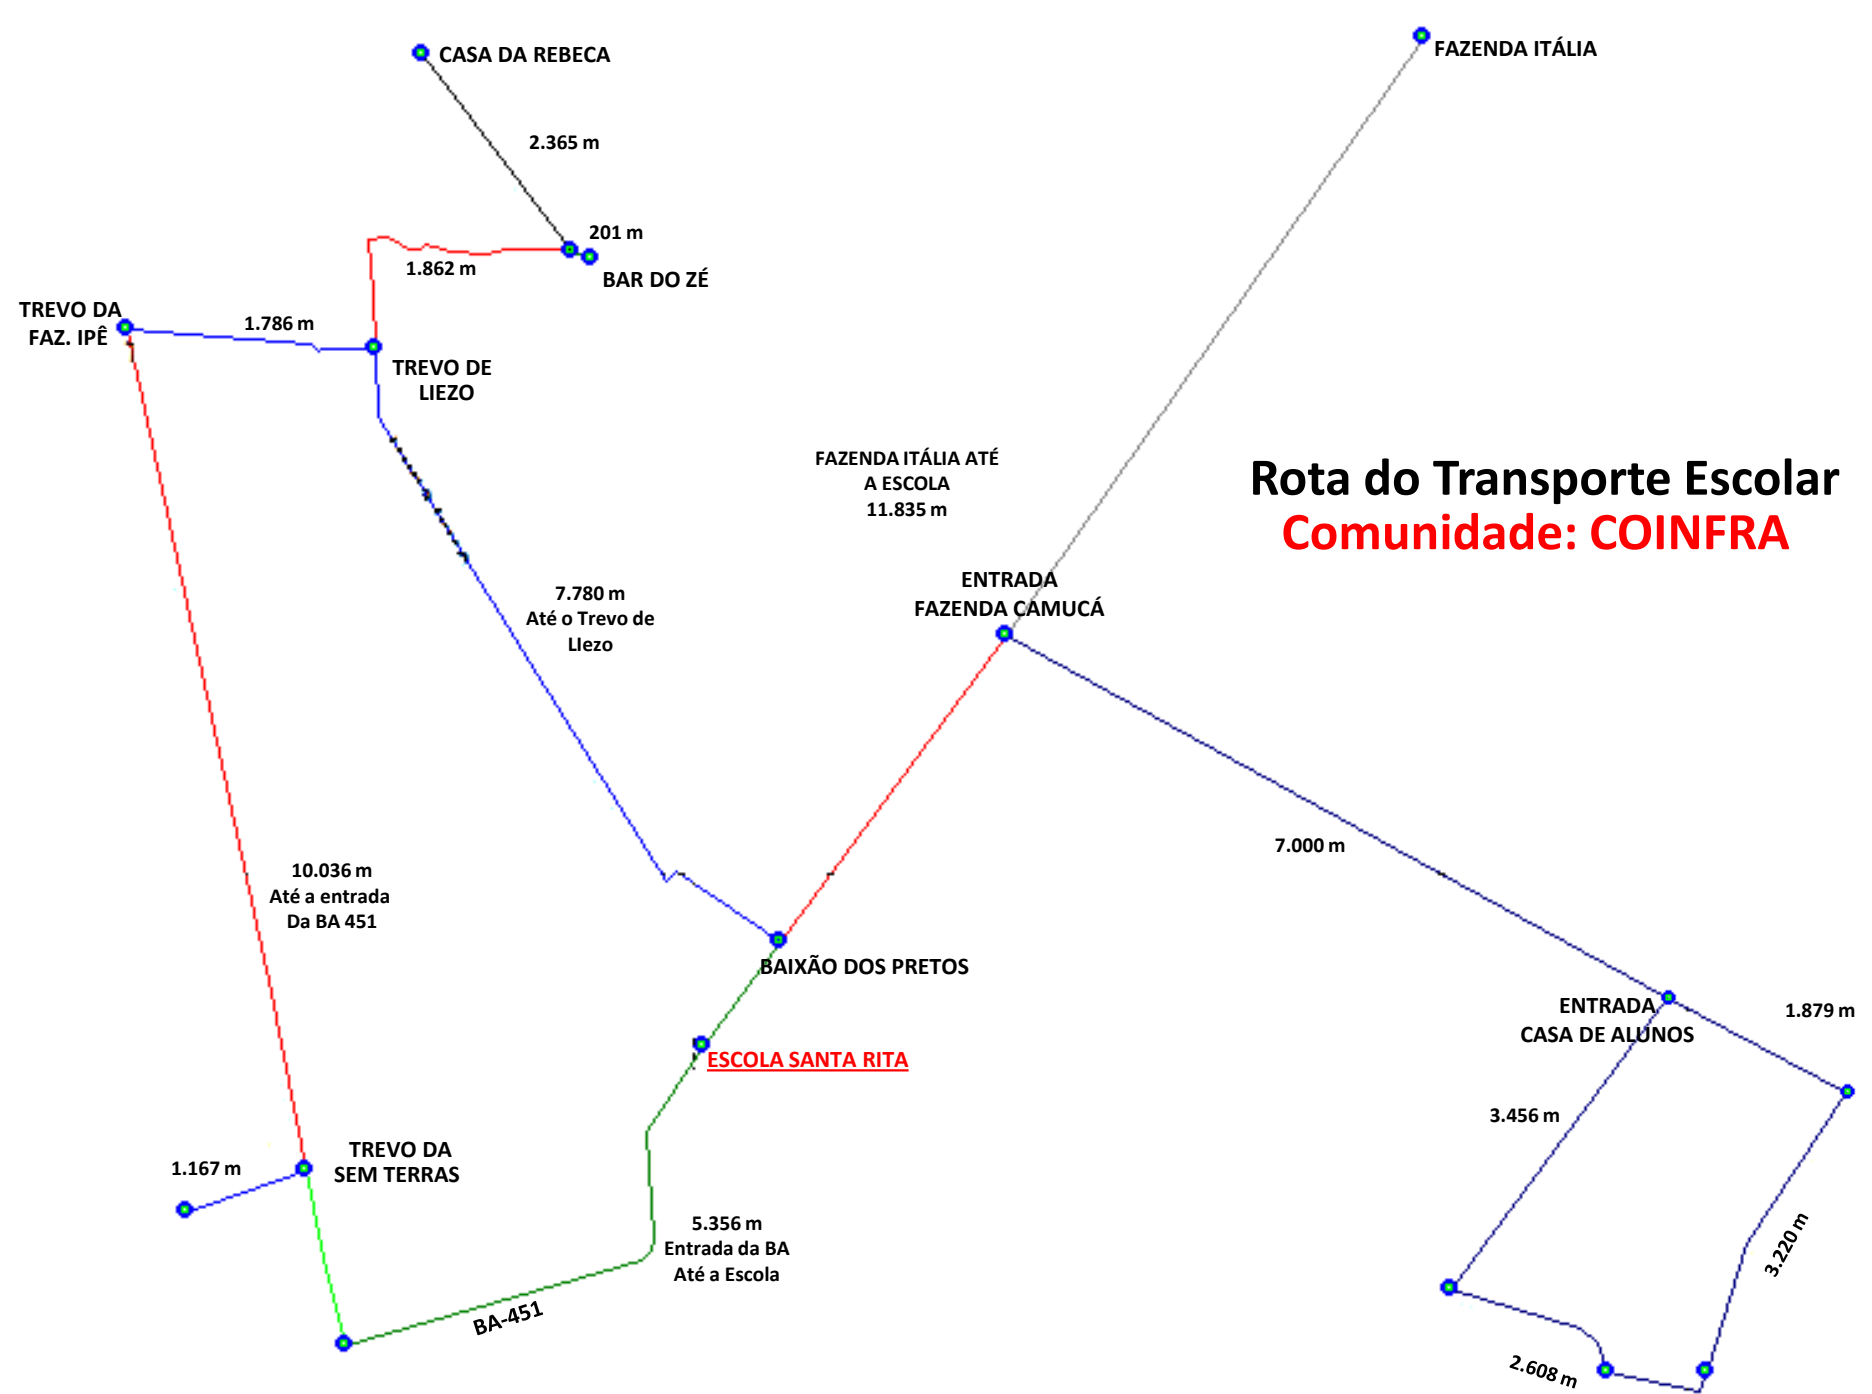 CASA DA REBECA
FAZENDA ITÁLIA
2.365 m
201 m
1.862 m
BAR DO ZÉ
TREVO DA
FAZ. IPÊ
1.786 m
TREVO DE
LIEZO
FAZENDA ITÁLIA ATÉ
A ESCOLA
11.835 m
Rota do Transporte Escolar
Comunidade: COINFRA
ENTRADA
FAZENDA CAMUCÁ
7.780 m
Até o Trevo de
LIezo
7.000 m
10.036 m
Até a entrada
Da BA 451
BAIXÃO DOS PRETOS
ENTRADA
CASA DE ALUNOS
1.879 m
ESCOLA SANTA RITA
3.456 m
TREVO DA
SEM TERRAS
1.167 m
5.356 m
Entrada da BA
Até a Escola
3.220 m
BA-451
2.608 m